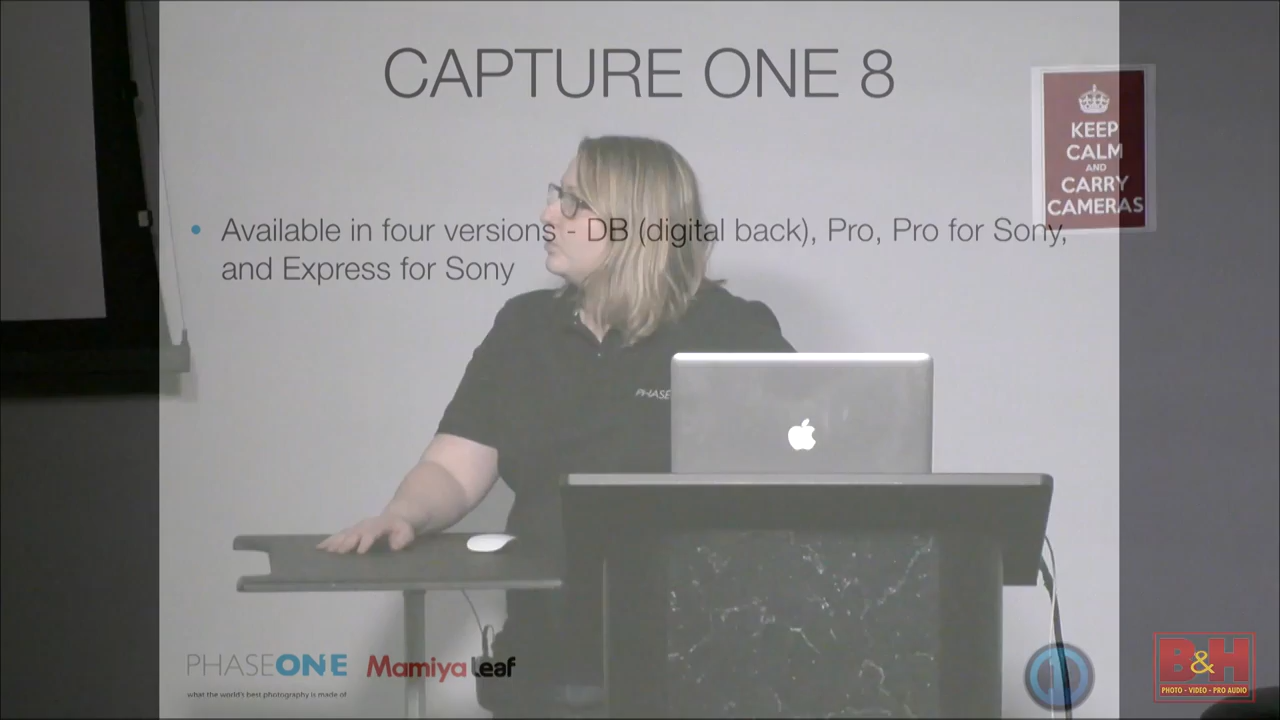 CAPTURE ONE 8
KEEP
CALM
AND
CARRY
CAMERAS
• Available in four versions - DB (digital back), Pro, Pro for Sony,
and Express for Sony
PHASE
PHASEONE
what the world's best photography is made of
Mamiya Leaf
1
B&H
PHOTO - VIDEO - PRO AUDIO